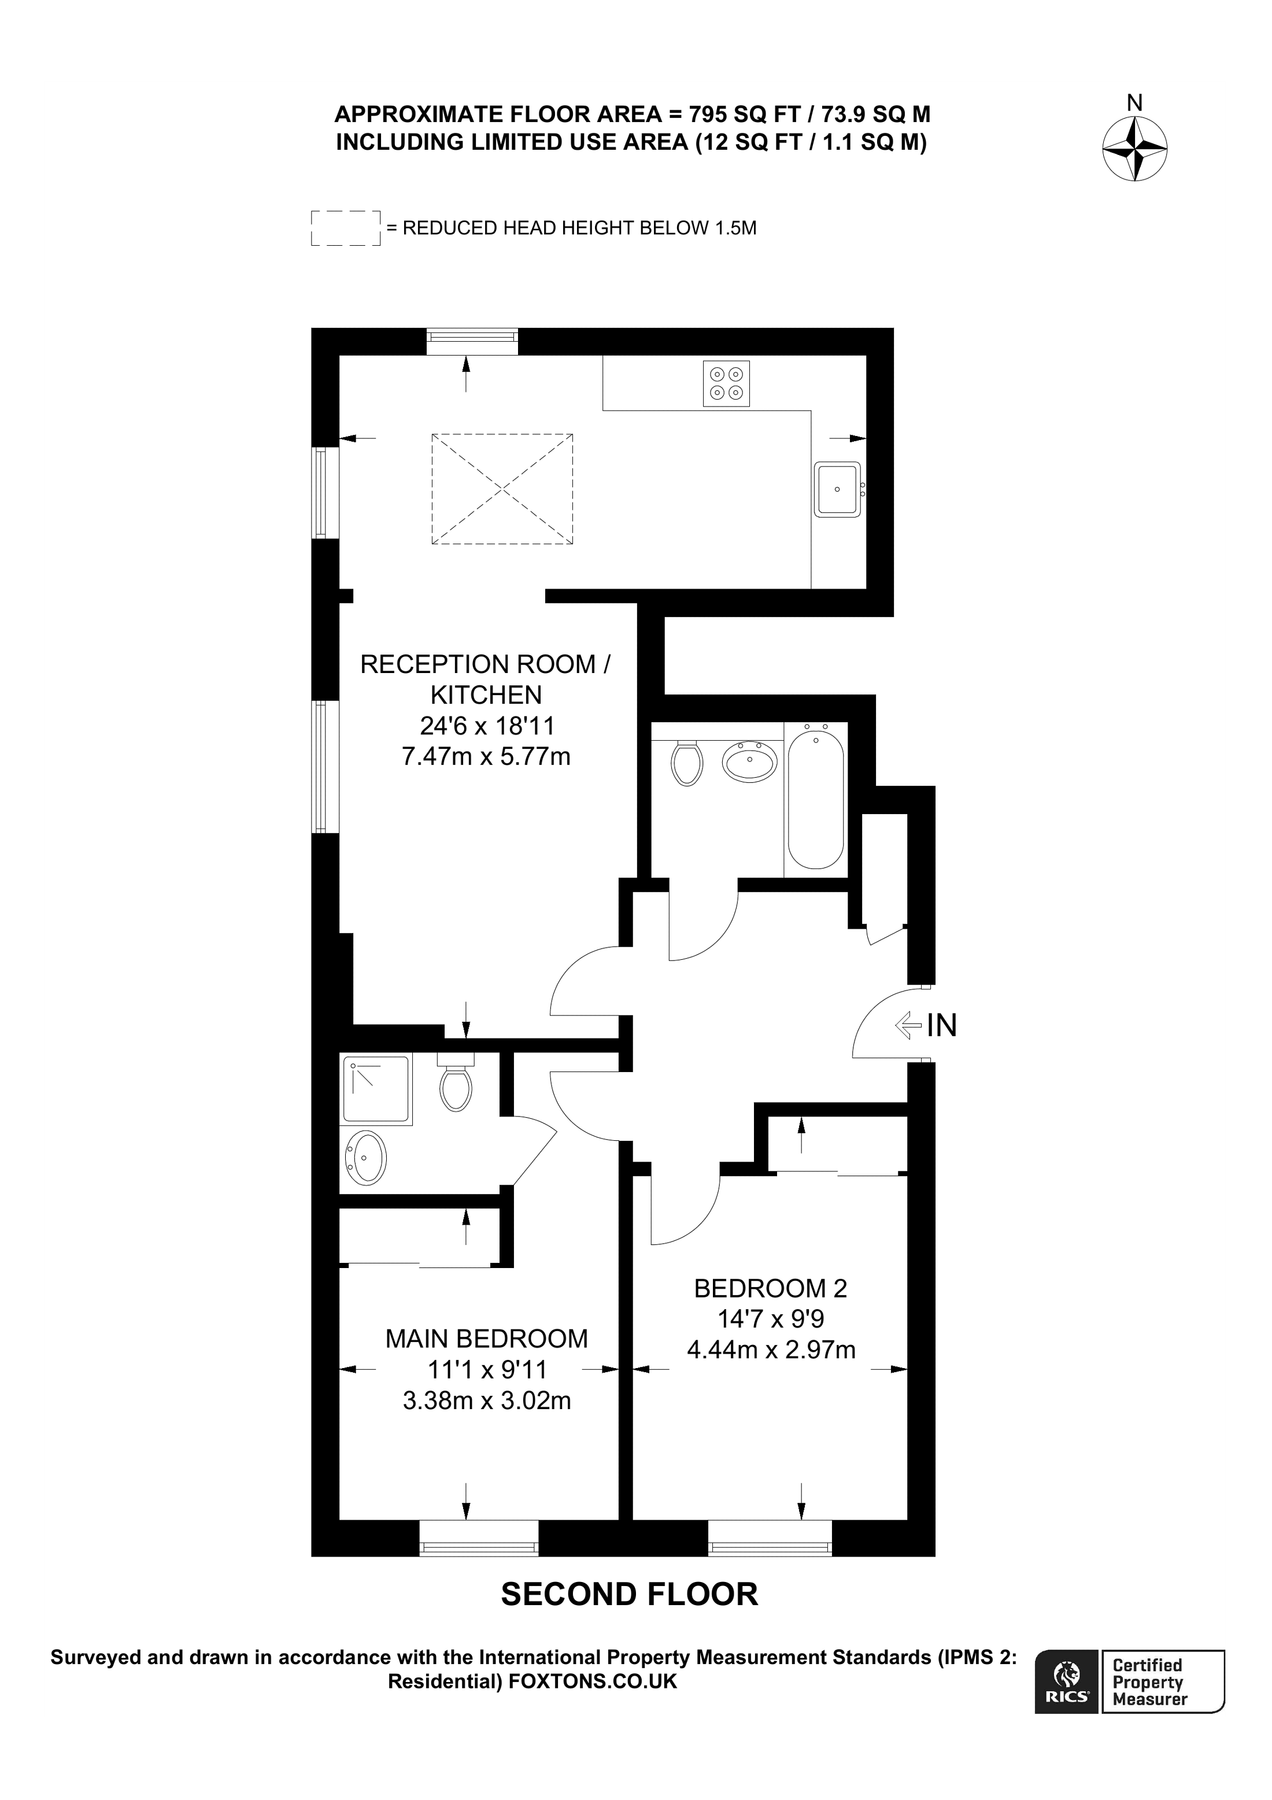 APPROXIMATE FLOOR AREA = 795 SQ FT / 73.9 SQ M
INCLUDING LIMITED USE AREA (12 SQ FT / 1.1 SQ M)
N
= REDUCED HEAD HEIGHT BELOW 1.5M
RECEPTION ROOM /
KITCHEN
24'6 x 18'11
7.47m x 5.77m
IN
BEDROOM 2
14'7 x 9'9
4.44m x 2.97m
MAIN BEDROOM
11'1 x 9'11
3.38m x 3.02m
SECOND FLOOR
Surveyed and drawn in accordance with the International Property Measurement Standards (IPMS 2:
Residential) FOXTONS.CO.UK
RICS
Certified
Property
Measurer